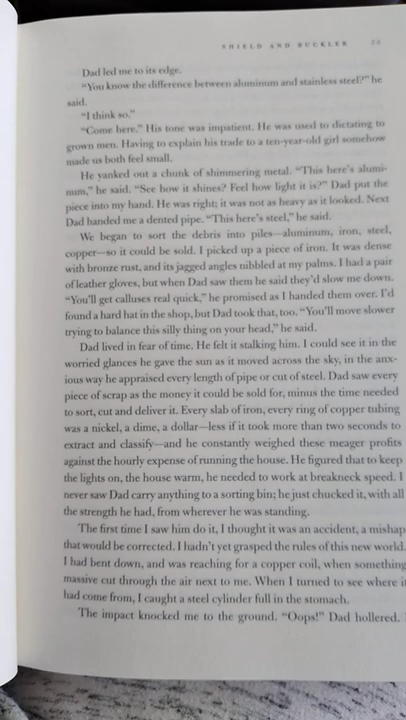 SHIELD AND BUCKLER
Dad led me to its edge.
"You know the difference between aluminum and stainless steel?" he
said.
"I think so."
"Come here." His tone was impatient. He was used to dictating to
grown men. Having to explain his trade to a ten-year-old girl somehow
made us both feel small.
He yanked out a chunk of shimmering metal. "This here's alumi-
num," he said. "See how it shines? Feel how light it is?" Dad put the
piece into my hand. He was right; it was not as heavy as it looked. Next
Dad handed me a dented pipe. "This here's steel," he said.
We began to sort the debris into piles—aluminum, iron, steel,
copper—so it could be sold. I picked up a piece of iron. It was dense
with bronze rust, and its jagged angles nibbled at my palms. I had a pair
of leather gloves, but when Dad saw them he said they'd slow me down.
"You'll get calluses real quick," he promised as I handed them over. I'd
found a hard hat in the shop, but Dad took that, too. "You'll move slower
trying to balance this silly thing on your head," he said.
Dad lived in fear of time. He felt it stalking him. I could see it in the
worried glances he gave the sun as it moved across the sky, in the anx-
ious way he appraised every length of pipe or cut of steel. Dad saw every
piece of scrap as the money it could be sold for, minus the time needed
to sort, cut and deliver it. Every slab of iron, every ring of copper tubing
was a nickel, a dime, a dollar—less if it took more than two seconds to
extract and classify—and he constantly weighed these meager profits
against the hourly expense of running the house. He figured that to keep
the lights on, the house warm, he needed to work at breakneck speed. I
never saw Dad carry anything to a sorting bin; he just chucked it, with all
the strength he had, from wherever he was standing.
The first time I saw him do it, I thought it was an accident, a mishap
that would be corrected. I hadn't yet grasped the rules of this new world.
I had bent down, and was reaching for a copper coil, when something
massive cut through the air next to me. When I turned to see where it
had come from, I caught a steel cylinder full in the stomach.
The impact knocked me to the ground. "Oops!" Dad hollered.